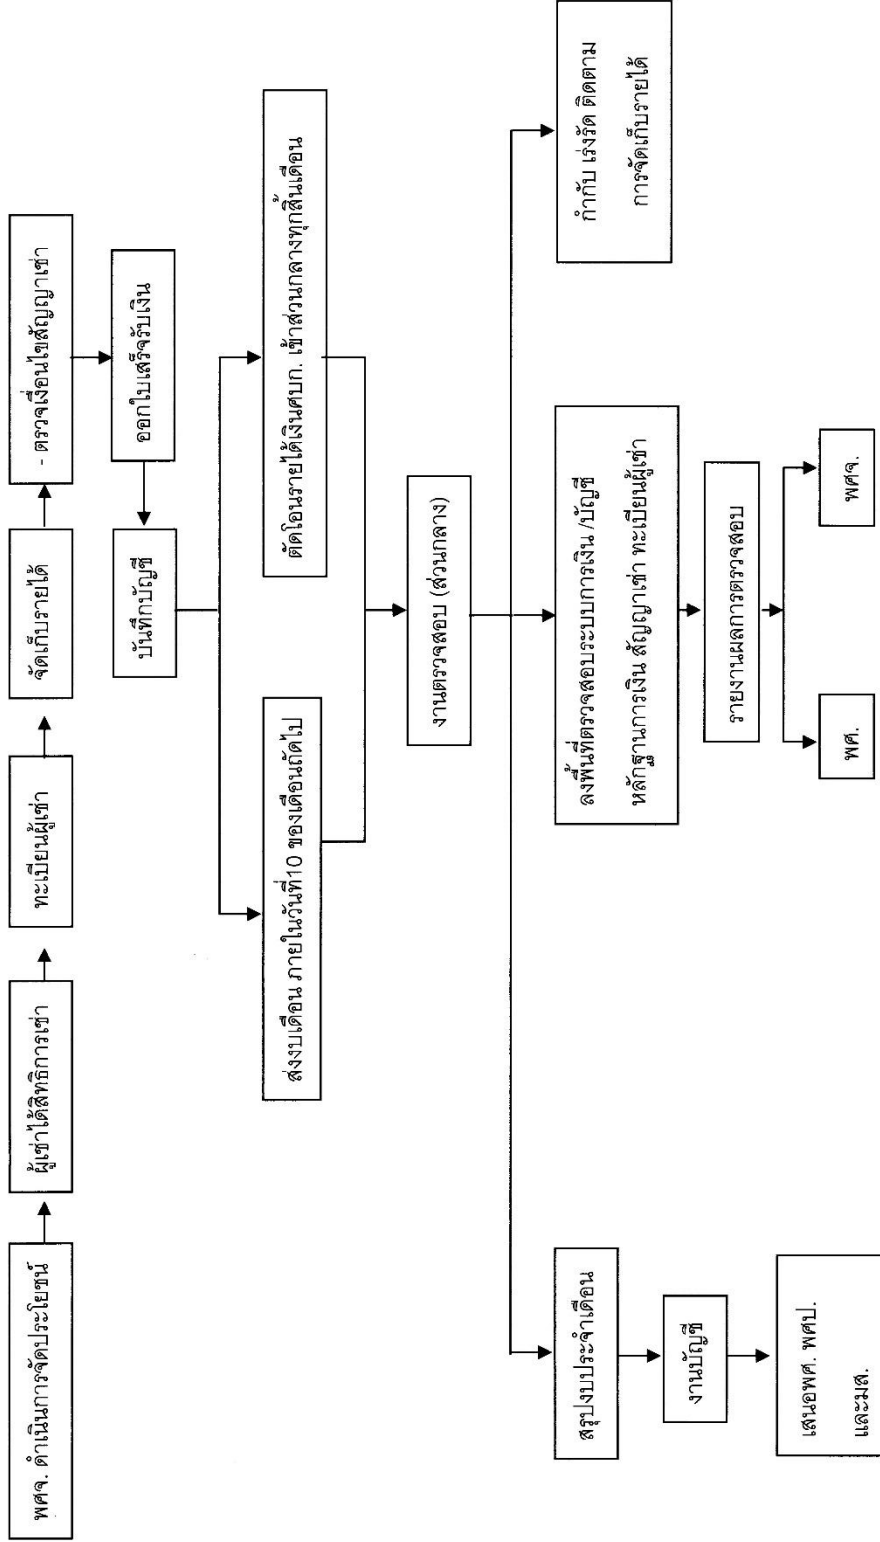 พศจ. ดำเนินการจัดประโยชน์
ผู้เช่าได้สิทธิการเช่า
ทะเบียนผู้เช่า
จัดเก็บรายได้
- ตรวจเงื่อนไขสัญญาเช่า
ออกใบเสร็จรับเงิน
บันทึกบัญชี
ส่งงบเดือน ภายในวันที่10 ของเดือนถัดไป
ตัดโอนรายได้เงินศบก. เข้าส่วนกลางทุกสิ้นเดือน
งานตรวจสอบ (ส่วนกลาง)
สรุปงบประจำเดือน
งานบัญชี
เสนอพศ. พศป.
และมส.
ลงพื้นที่ตรวจสอบระบบการเงิน /บัญชี
หลักฐานการเงิน สัญญาเช่า ทะเบียนผู้เช่า
รายงานผลการตรวจสอบ
พศ.
พศจ.
กำกับ เร่งรัด ติดตาม
การจัดเก็บรายได้